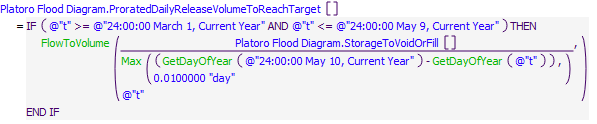 Platoro Flood Diagram.ProratedDailyReleaseVolumeToReachTarget []
= IF ( @"t" >= @"24:00:00 March 1, Current Year" AND @"t" <= @"24:00:00 May 9, Current Year" ) THEN
FlowToVolume ( Platoro Flood Diagram.StorageToVoidOrFill [] ,
Max ( ( GetDayOfYear ( @"24:00:00 May 10, Current Year" ) - GetDayOfYear ( @"t" ) ) , )
0.0100000 "day"
@"t" )
END IF